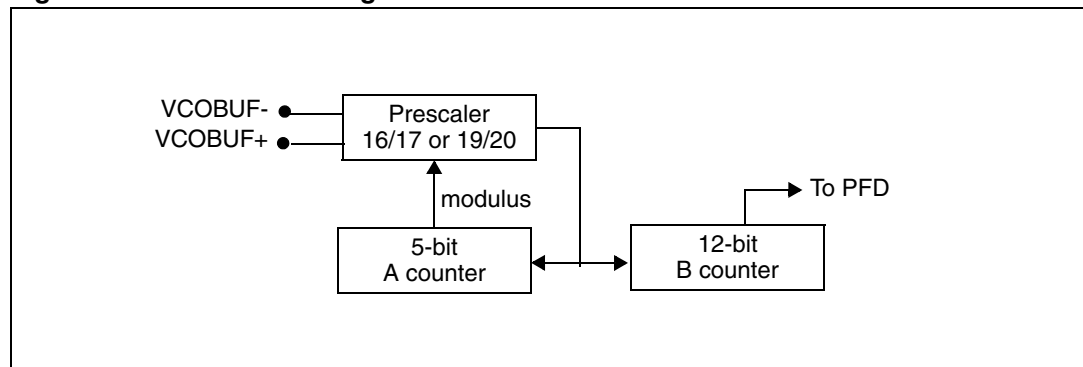 VCOBUF-
VCOBUF+
Prescaler
16/17 or 19/20
modulus
To PFD
5-bit
A counter
12-bit
B counter